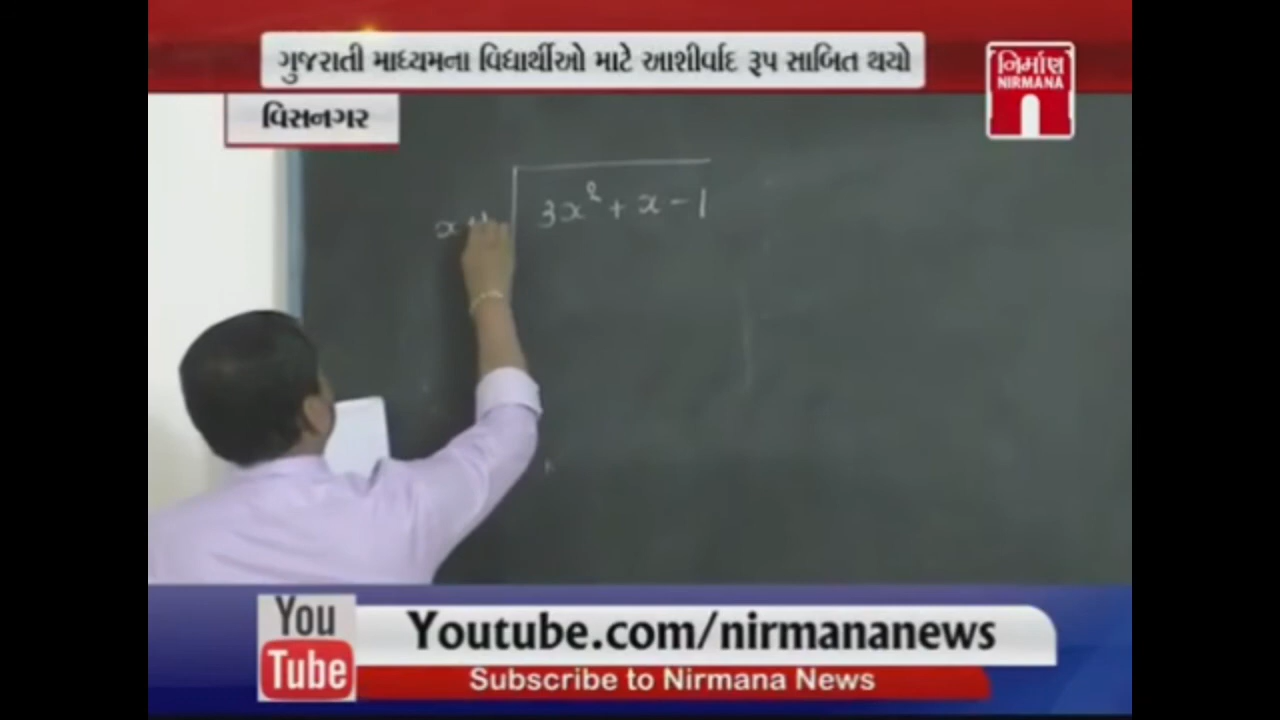 ગુજરાતી માધ્યમના વિદ્યાર્થીઓ માટે આશીર્વાદ રૂપ સાબિત થયો
નિર્માણ
NIRMANA
વિસનગર
3x² + x - 1
x
You
Tube
Youtube.com/nirmananews
Subscribe to Nirmana News